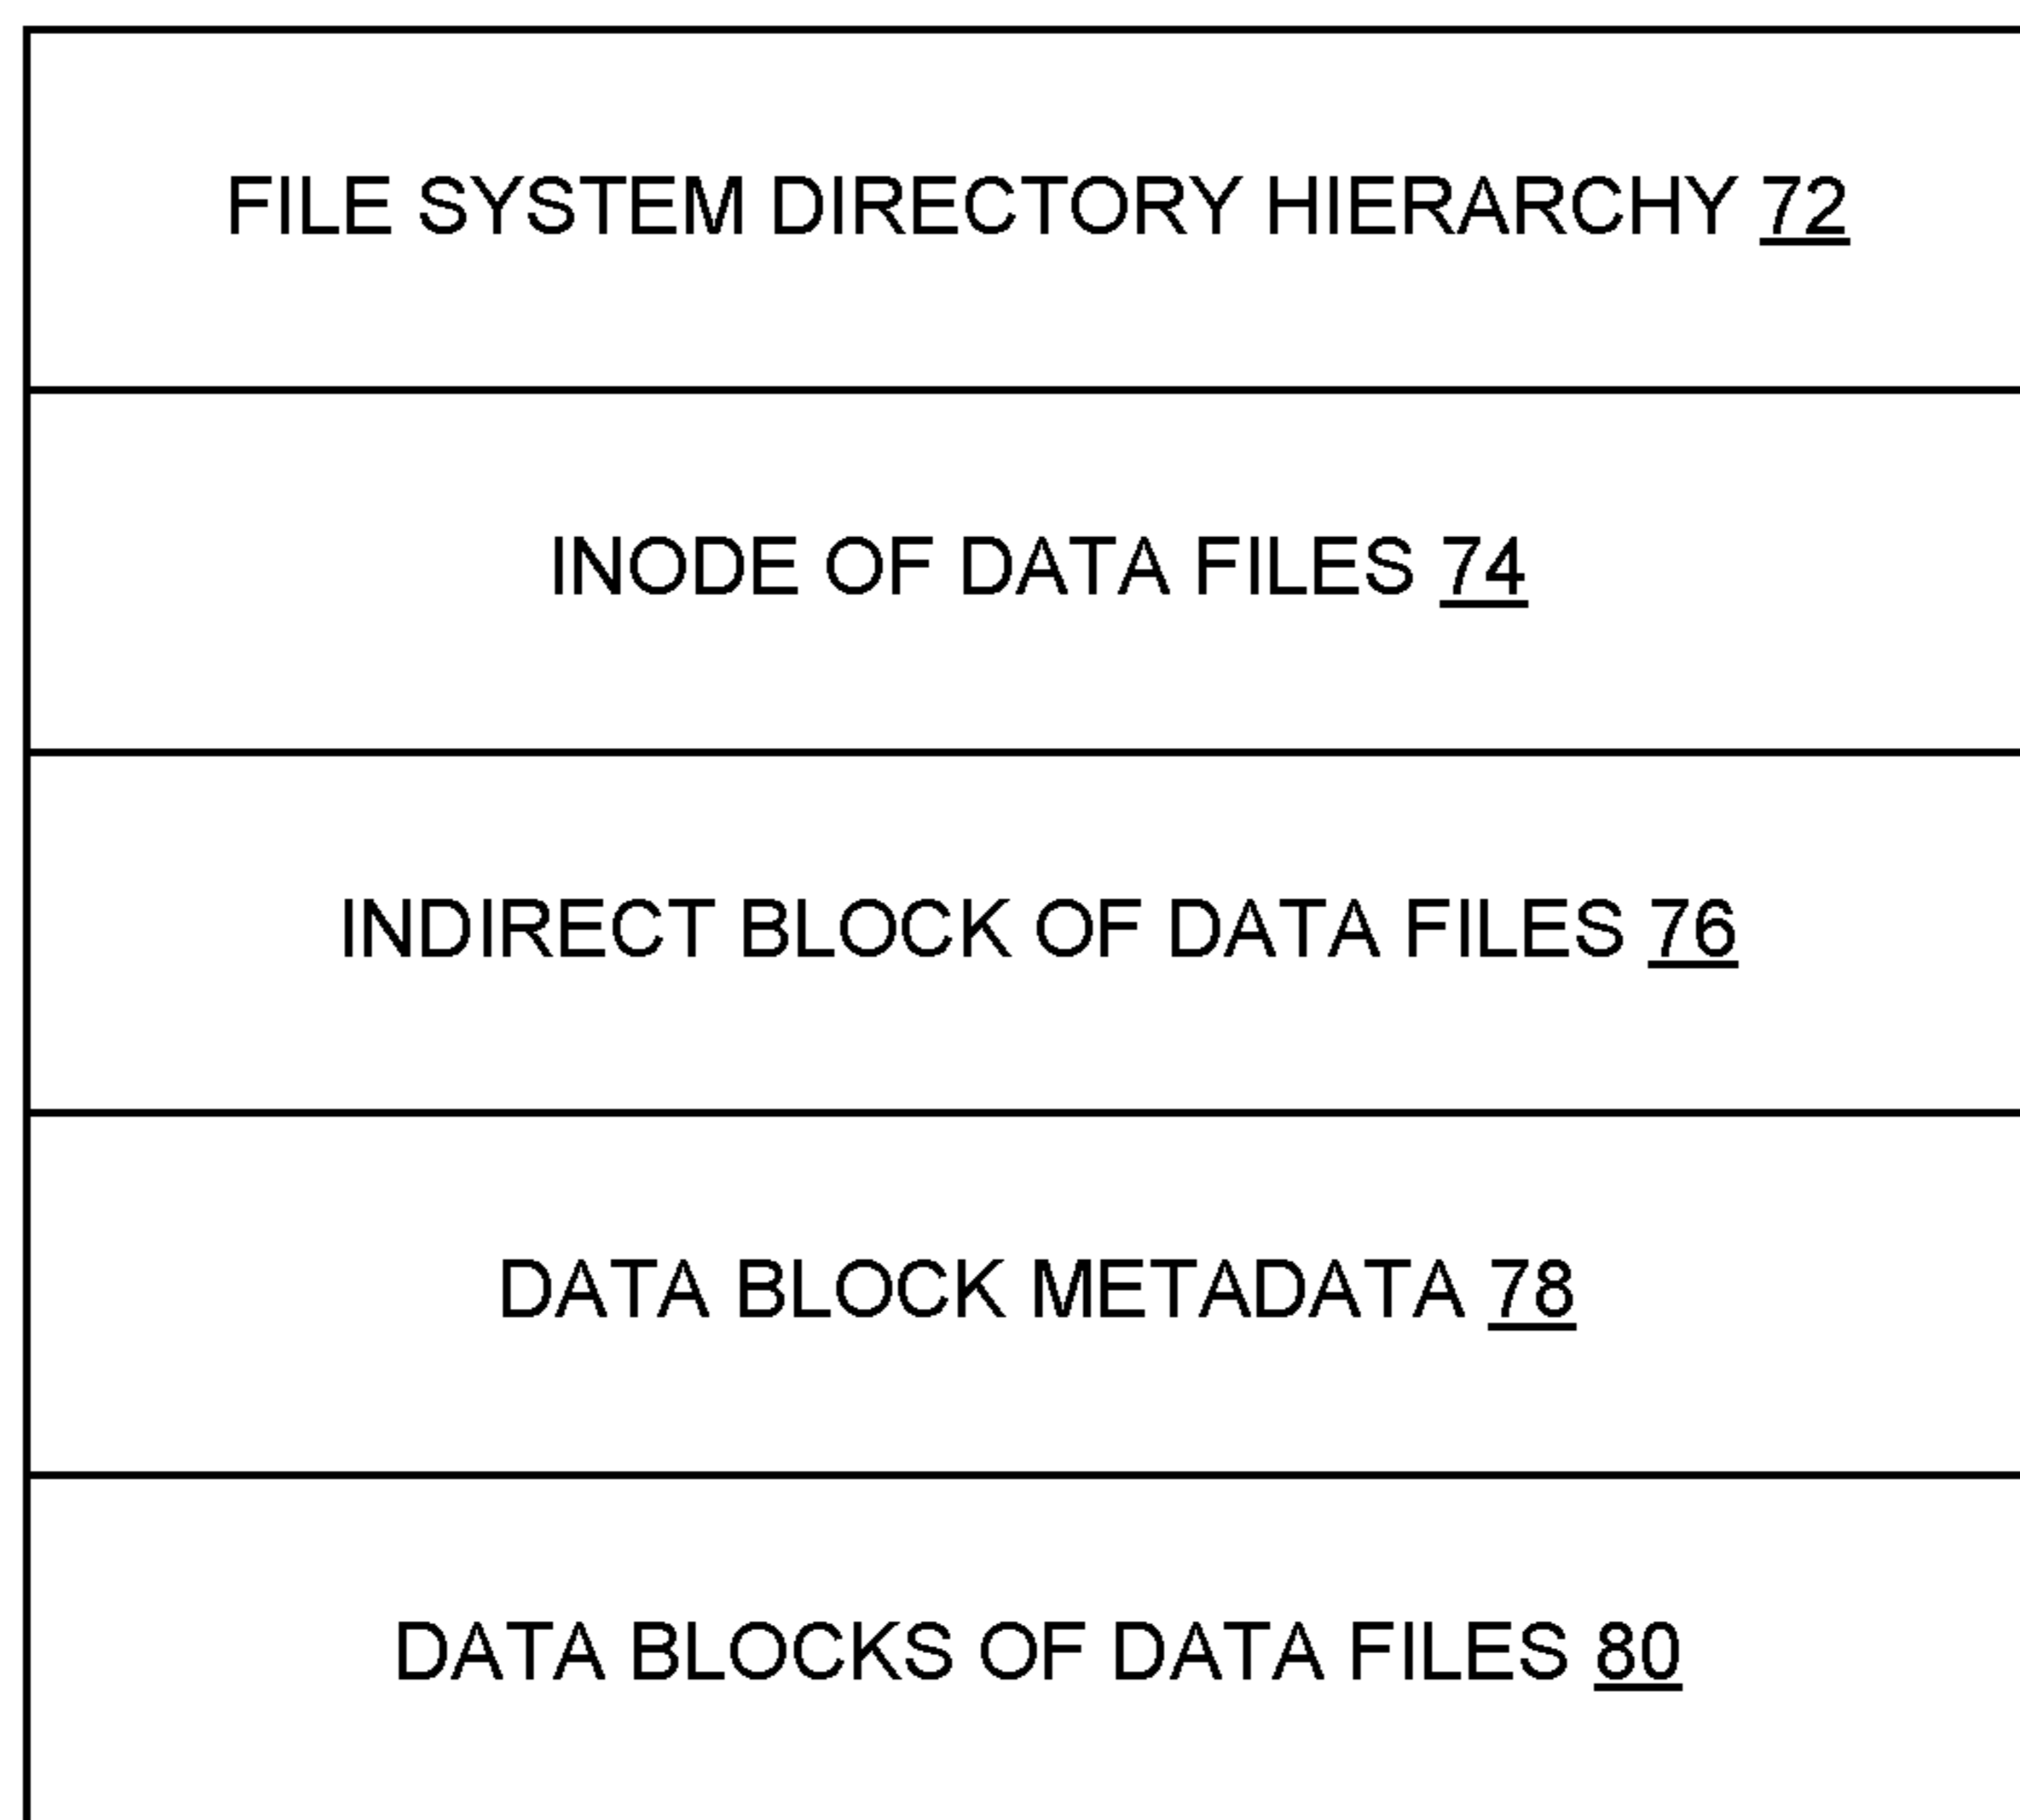 FILE SYSTEM DIRECTORY HIERARCHY 72
INODE OF DATA FILES 74
INDIRECT BLOCK OF DATA FILES 76
DATA BLOCK METADATA 78
DATA BLOCKS OF DATA FILES 80